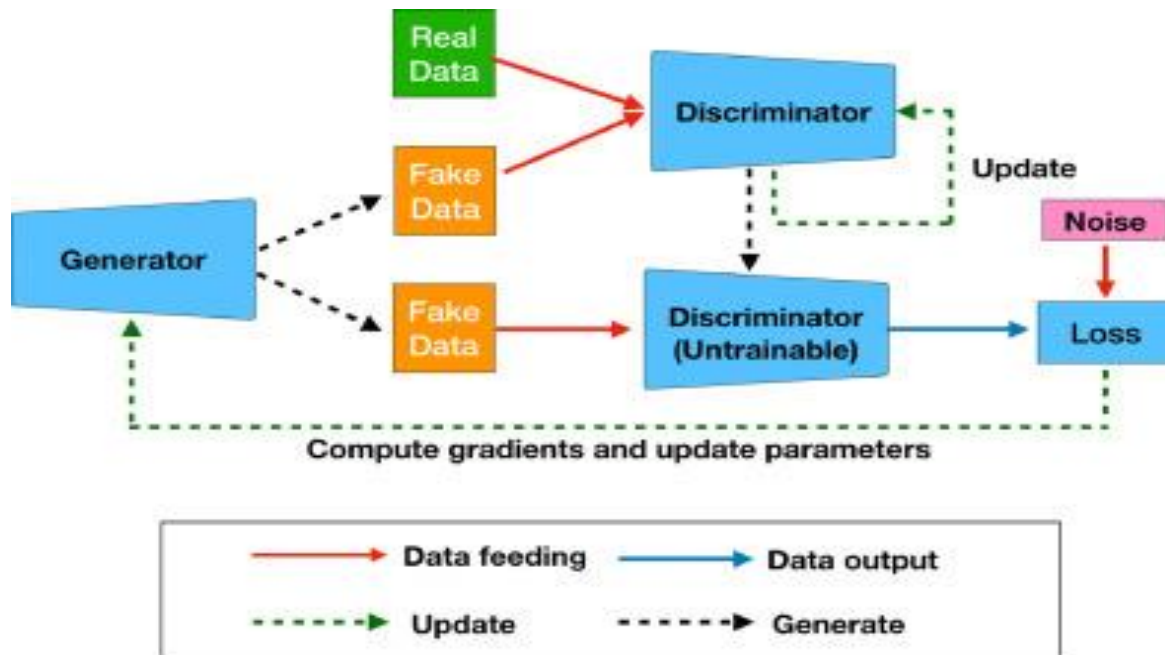 Real
Data
Discriminator
Fake
Data
Update
Noise
Generator
Fake
Data
Discriminator
(Untrainable)
Loss
Compute gradients and update parameters
Data feeding
Data output
Update
Generate